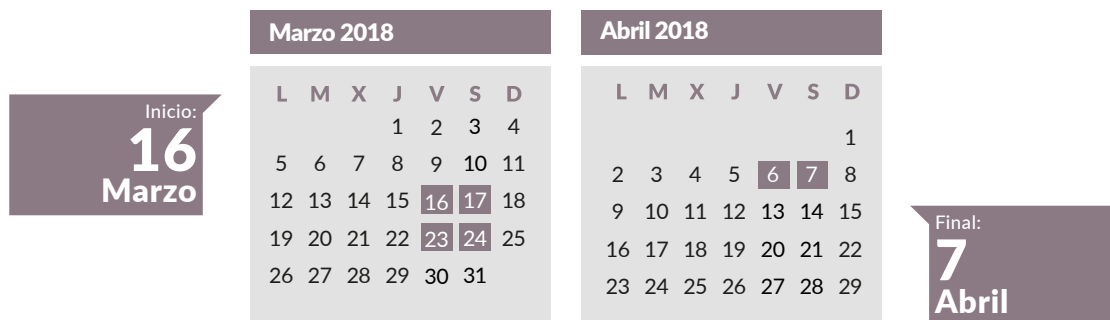 Inicio:
16
Marzo
Marzo 2018
L M X J V S D
1 2 3 4
5 6 7 8 9 10 11
12 13 14 15 16 17 18
19 20 21 22 23 24 25
26 27 28 29 30 31
Abril 2018
L M X J V S D
1
2 3 4 5 6 7 8
9 10 11 12 13 14 15
16 17 18 19 20 21 22
23 24 25 26 27 28 29
Final:
7
Abril